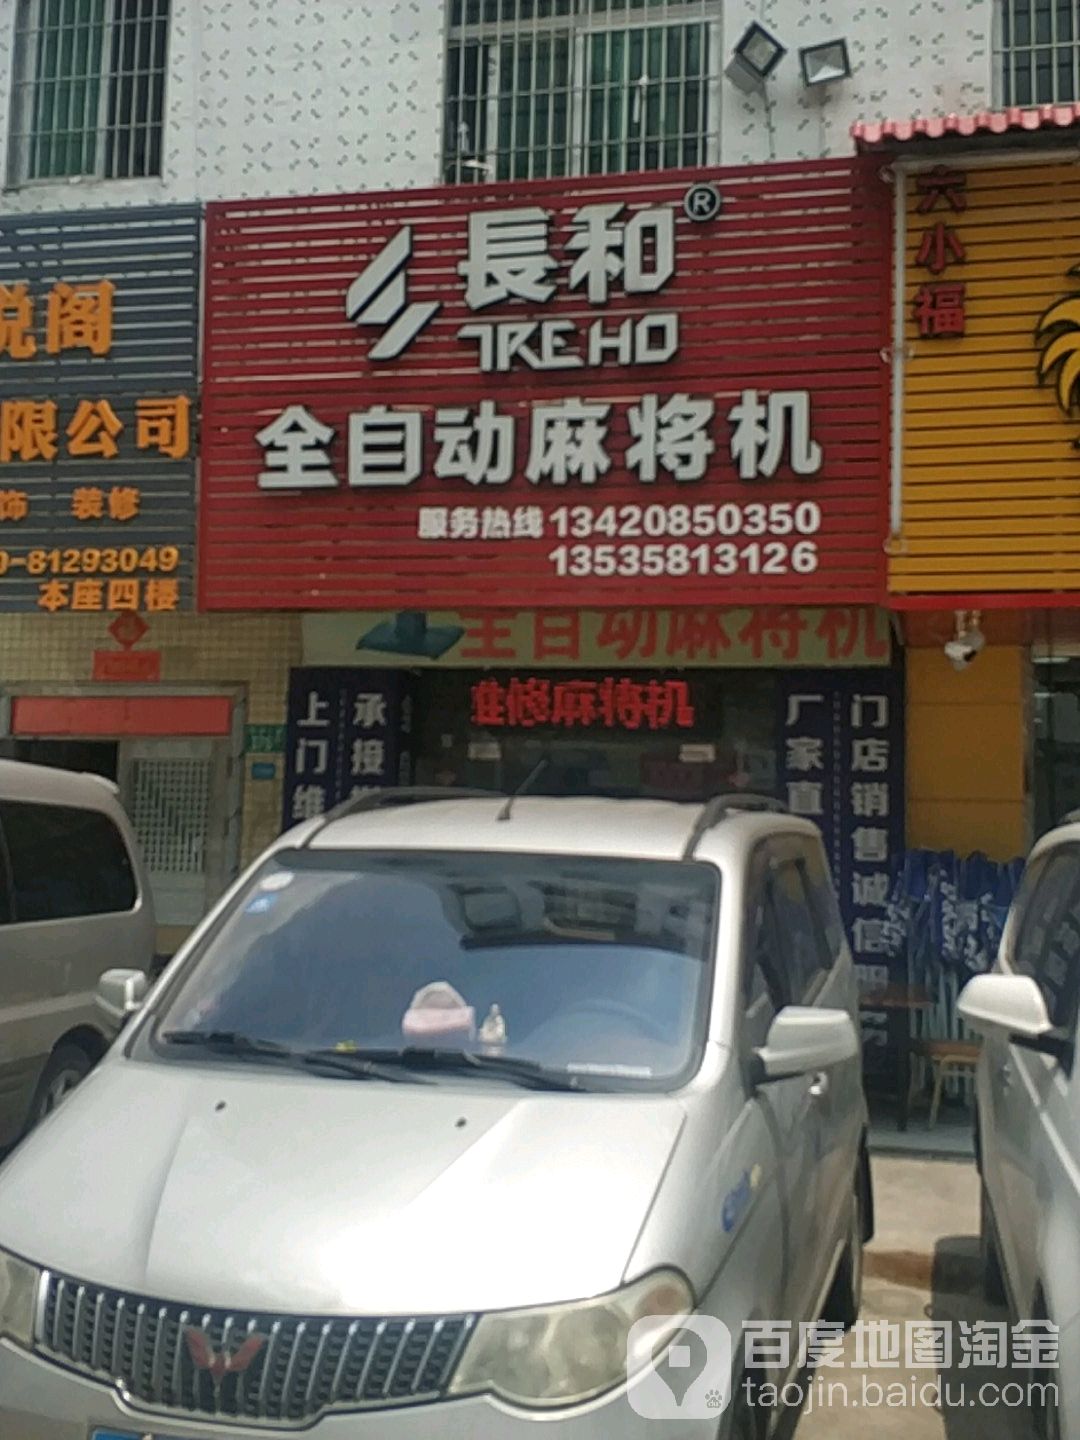 長和®
TREHO
全自动麻将机
服务热线 13420850350
13535813126
阁
限公司
饰 装修
0-81293049
本座四楼
六小福
全自动麻将机
维修麻将机
上门维
承接
厂家直
门店销售诚信
百度地图淘金
taojin.baidu.com